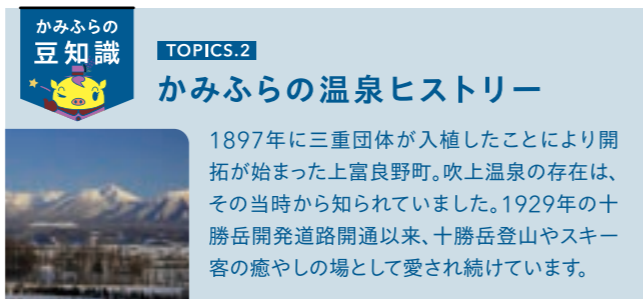 かみふらの
豆知識
TOPICS.2
かみふらの温泉ヒストリー
1897年に三重団体が入植したことにより開
拓が始まった上富良野町。吹上温泉の存在は、
その当時から知られていました。1929年の十
勝岳開発道路開通以来、十勝岳登山やスキー
客の癒やしの場として愛され続けています。